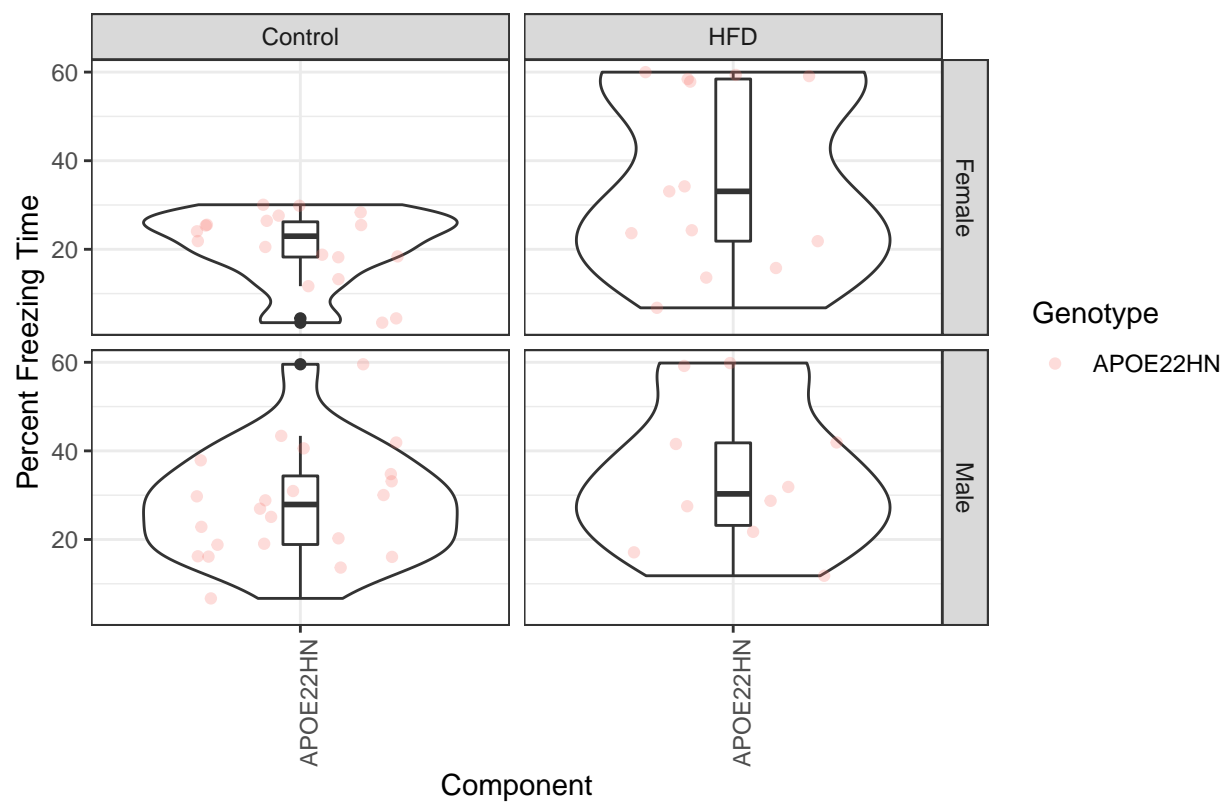 Control
HFD
60
40
20
Female
60
40
20
Male
Percent Freezing Time
APOE22HN
APOE22HN
Component
Genotype
APOE22HN